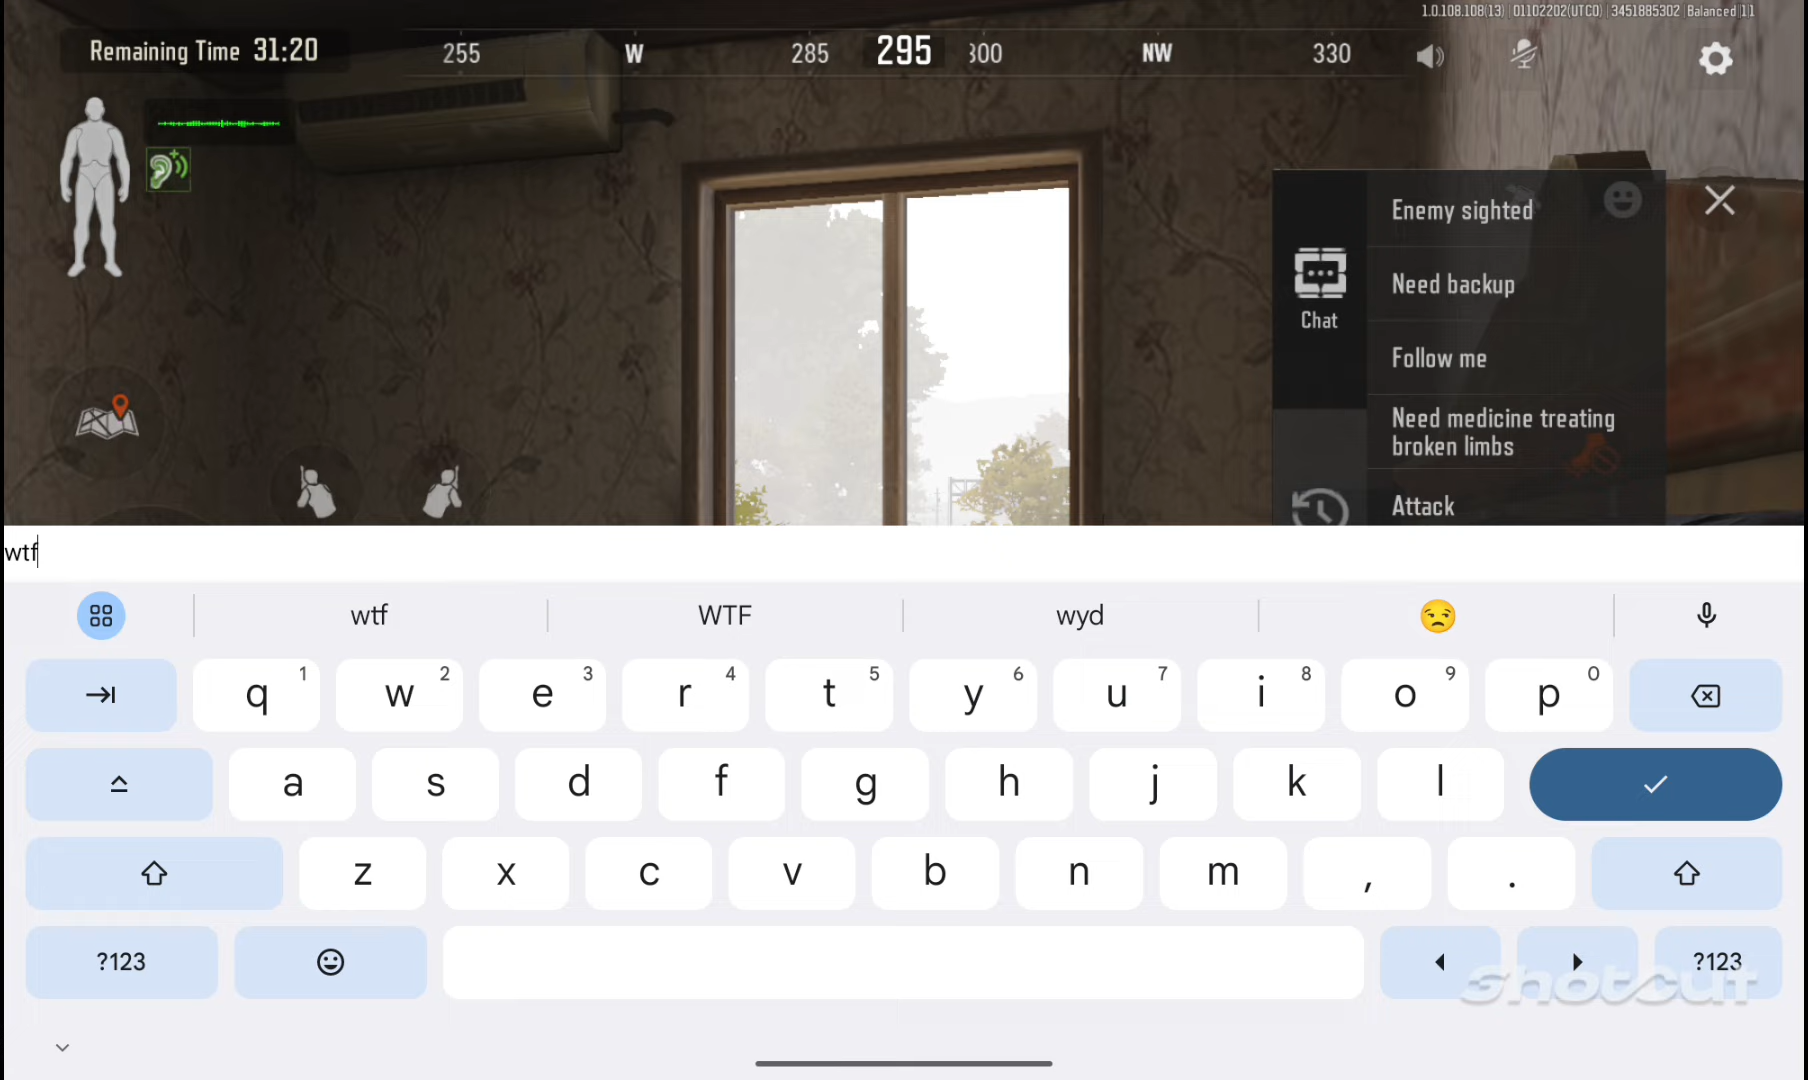 1.0.108.108(13) | 01102202(UTC0) | 3451885302 |Balanced|1|1
Remaining Time 31:20
255 W 285 295 300 NW 330
Enemy sighted
Need backup
Chat
Follow me
Need medicine treating
broken limbs
Attack
wtf
wtf WTF wyd
q 1 w 2 e 3 r 4 t 5 y 6 u 7 i 8 o 9 p 0
a s d f g h j k l
z x c v b n m , .
?123 ?123
Shotcut